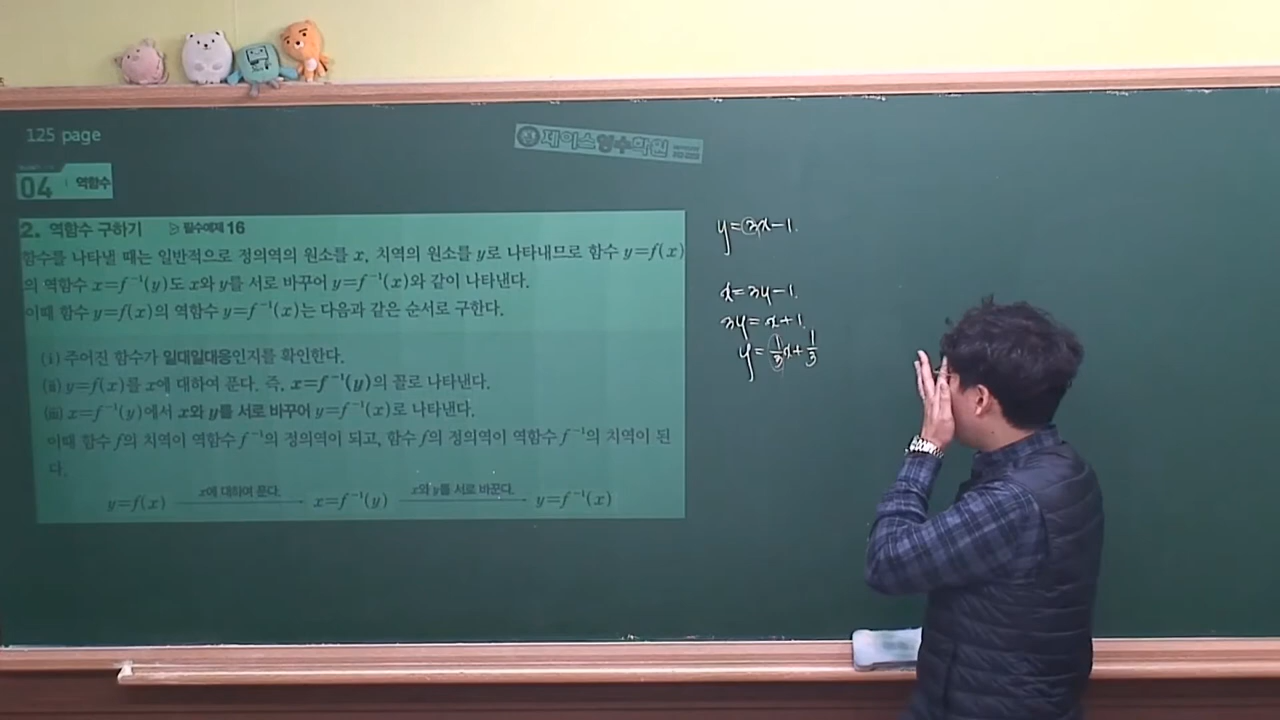 125 page
제이스영수학원
04 역함수
2. 역함수 구하기 필수예제 16
함수를 나타낼 때는 일반적으로 정의역의 원소를 x, 치역의 원소를 y로 나타내므로 함수 y=f(x)
의 역함수 x=f⁻¹(y)도 x와 y를 서로 바꾸어 y=f⁻¹(x)와 같이 나타낸다.
이때 함수 y=f(x)의 역함수 y=f⁻¹(x)는 다음과 같은 순서로 구한다.
(i) 주어진 함수가 일대일대응인지를 확인한다.
(ii) y=f(x)를 x에 대하여 푼다. 즉, x=f⁻¹(y)의 꼴로 나타낸다.
(iii) x=f⁻¹(y)에서 x와 y를 서로 바꾸어 y=f⁻¹(x)로 나타낸다.
이때 함수 f의 치역이 역함수 f⁻¹의 정의역이 되고, 함수 f의 정의역이 역함수 f⁻¹의 치역이 된
다.
y=f(x) x에 대하여 푼다. x=f⁻¹(y) x와 y를 서로 바꾼다. y=f⁻¹(x)
y=3x-1.
x=3y-1.
3y=x+1.
y=1/3x+1/3